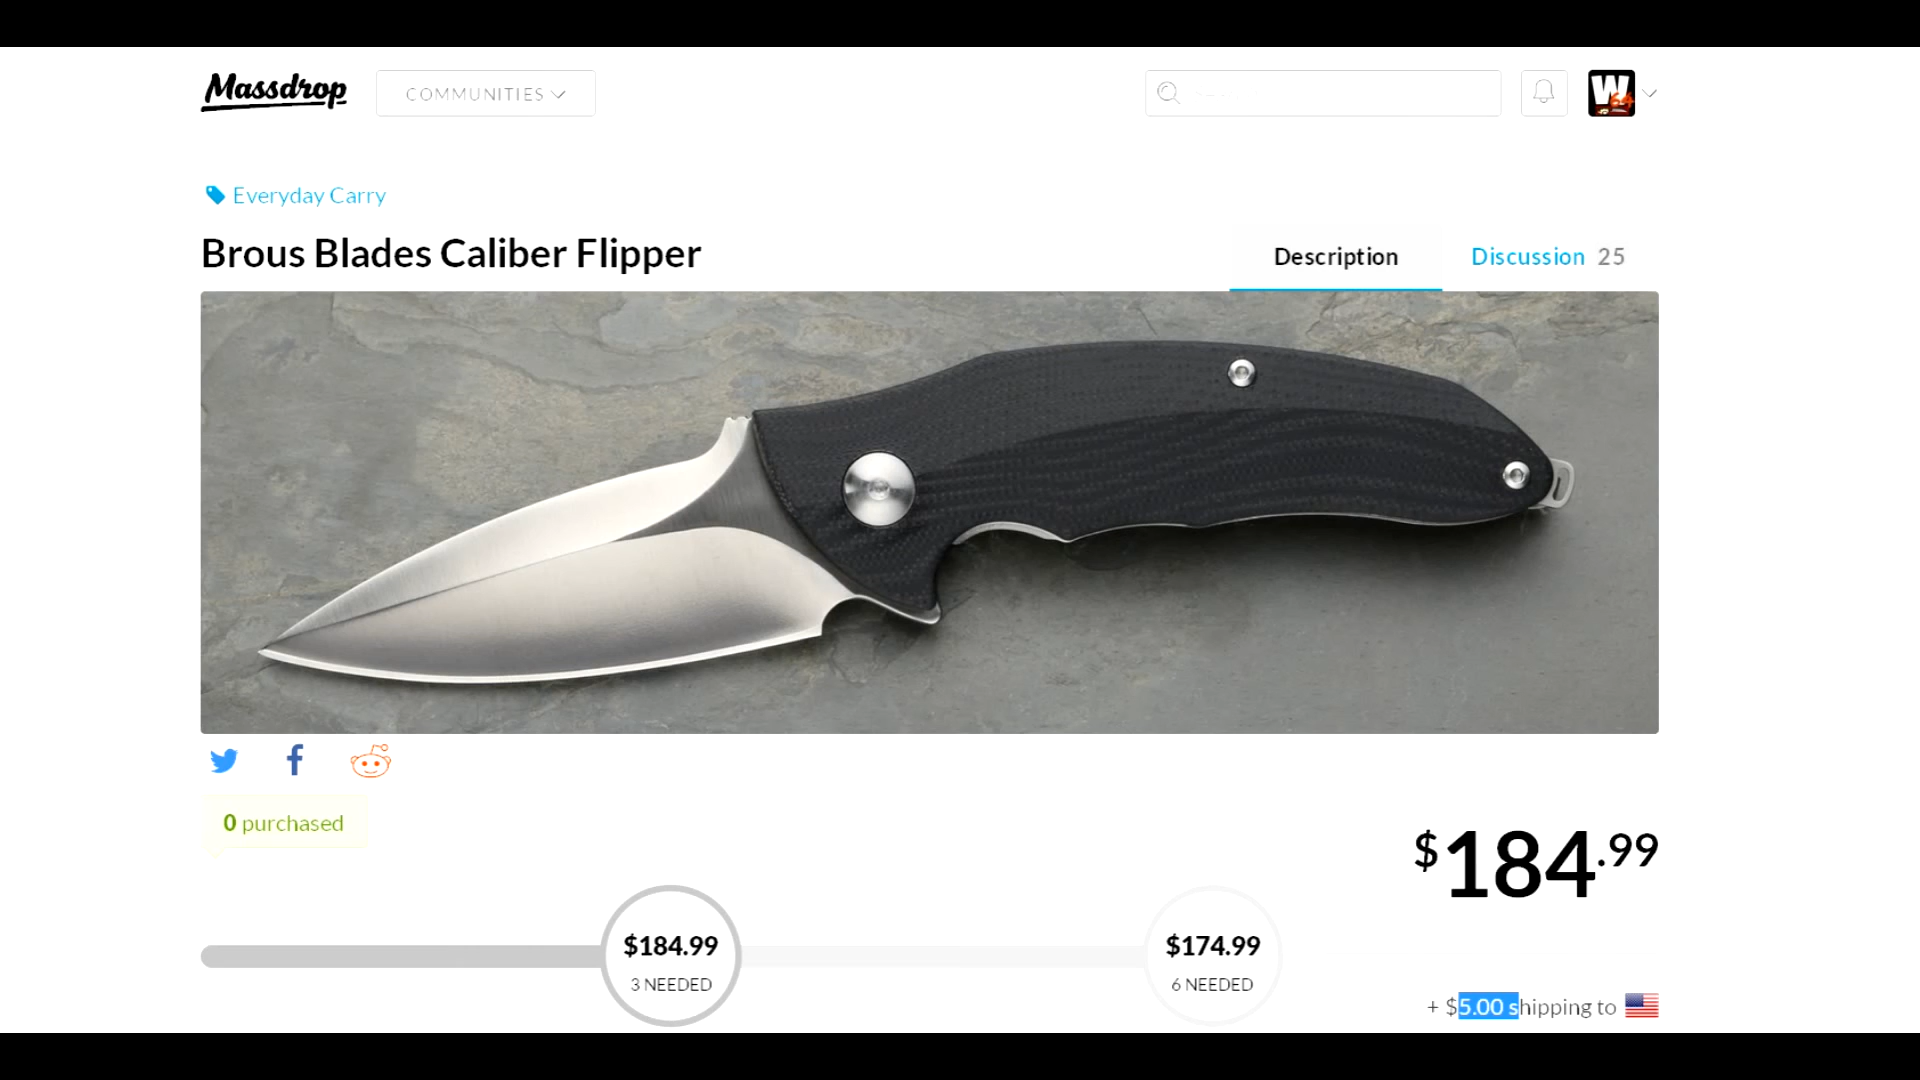 Massdrop
COMMUNITIES
W
Everyday Carry
Brous Blades Caliber Flipper
Description
Discussion 25
0 purchased
$184.99
$184.99
3 NEEDED
$174.99
6 NEEDED
+ $5.00 shipping to